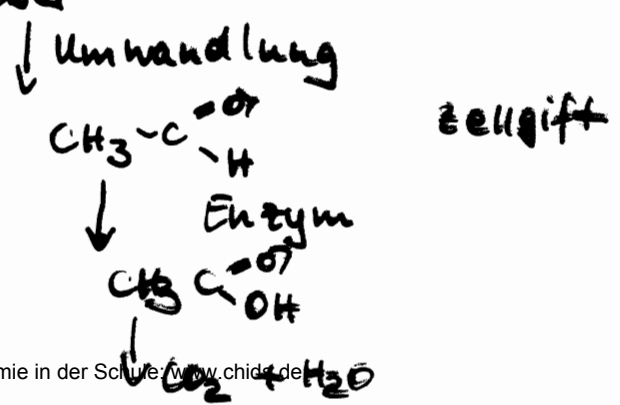 ↓ Umwandlung
CH3-C=O
H
zellgift
↓ Enzym
CH3 C=O
OH
↓ CO2 + H2O
mie in der Schule: www.chids.de